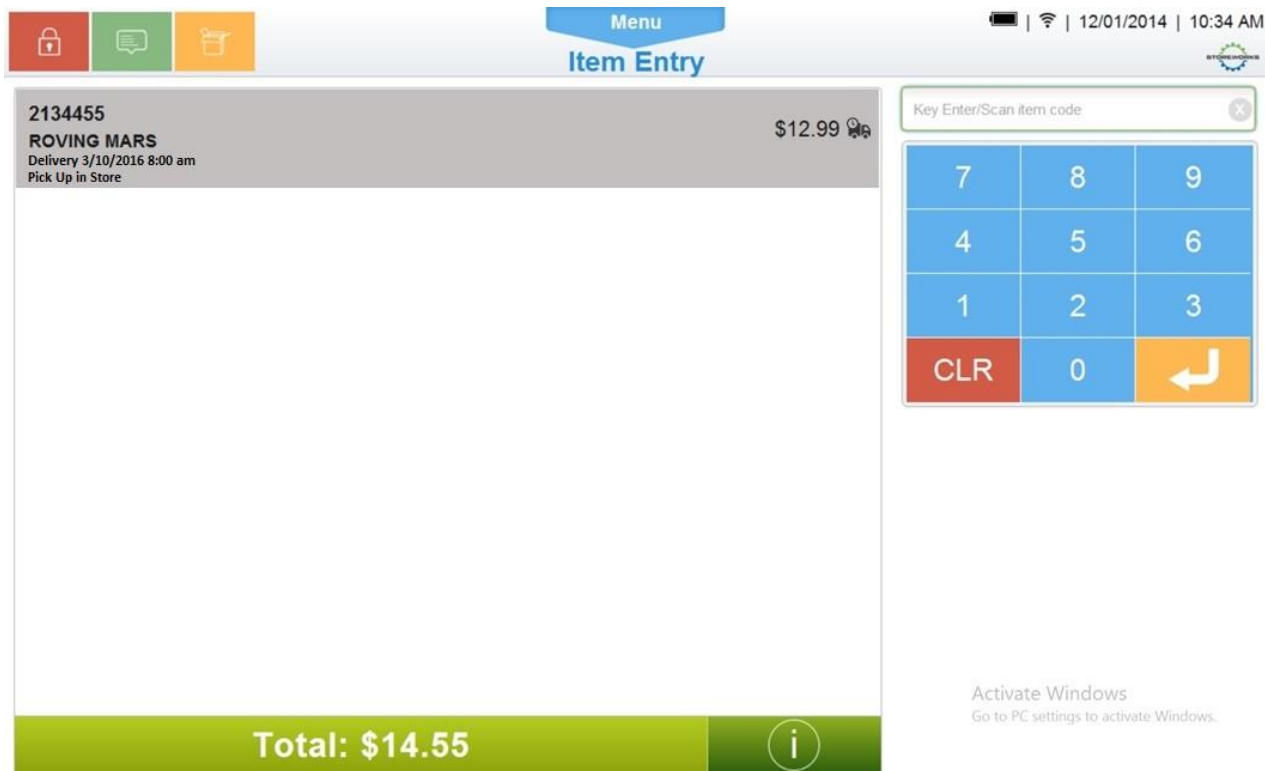 Menu
Item Entry
| | 12/01/2014 | 10:34 AM
STOREWORKS
2134455
ROVING MARS
$12.99
Delivery 3/10/2016 8:00 am
Pick Up in Store
Key Enter/Scan item code
7 8 9
4 5 6
1 2 3
CLR 0
Activate Windows
Go to PC settings to activate Windows.
Total: $14.55
i